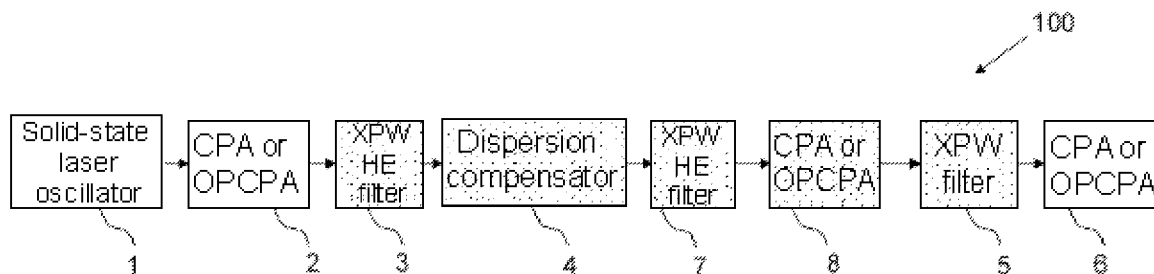 100
Solid-state
laser
oscillator
CPA or
OPCPA
XPW
HE
filter
Dispersion
compensator
XPW
HE
filter
CPA or
OPCPA
XPW
filter
CPA or
OPCPA
1
2
3
4
7
8
5
6